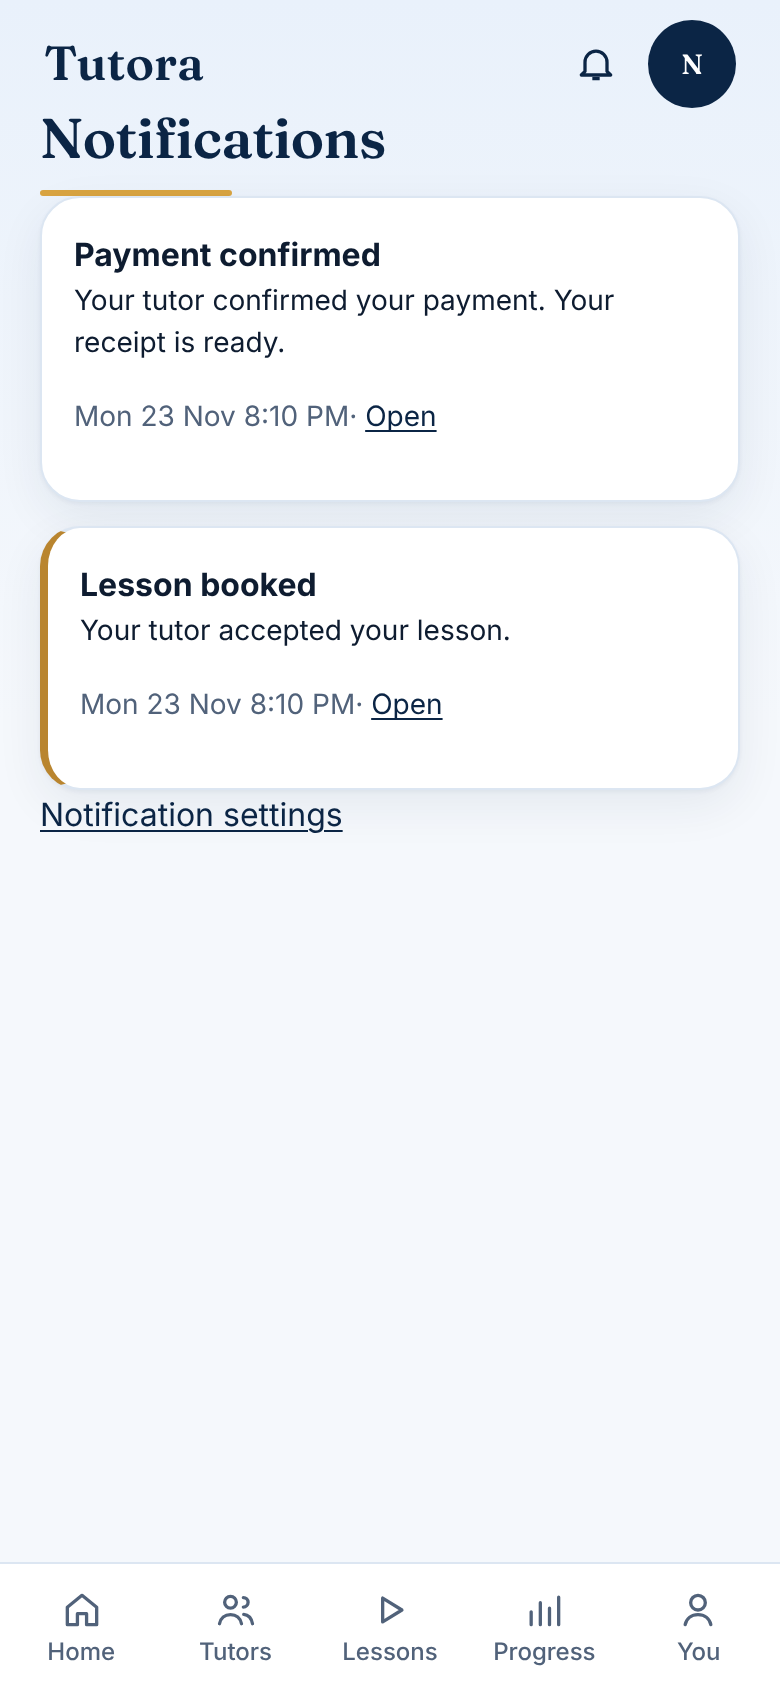 Tutora
N
Notifications
Payment confirmed
Your tutor confirmed your payment. Your
receipt is ready.
Mon 23 Nov 8:10 PM· Open
Lesson booked
Your tutor accepted your lesson.
Mon 23 Nov 8:10 PM· Open
Notification settings
Home
Tutors
Lessons
Progress
You